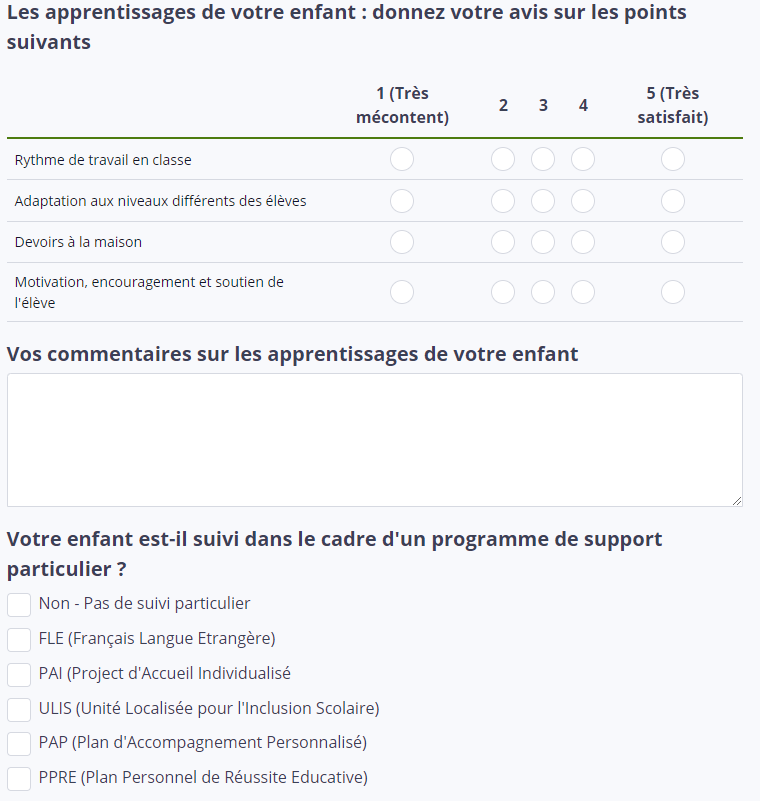 Les apprentissages de votre enfant : donnez votre avis sur les points
suivants
1 (Très
mécontent) 2 3 4 5 (Très
satisfait)
Rythme de travail en classe
Adaptation aux niveaux différents des élèves
Devoirs à la maison
Motivation, encouragement et soutien de
l'élève
Vos commentaires sur les apprentissages de votre enfant
Votre enfant est-il suivi dans le cadre d'un programme de support
particulier ?
Non - Pas de suivi particulier
FLE (Français Langue Etrangère)
PAI (Project d'Accueil Individualisé
ULIS (Unité Localisée pour l'Inclusion Scolaire)
PAP (Plan d'Accompagnement Personnalisé)
PPRE (Plan Personnel de Réussite Educative)